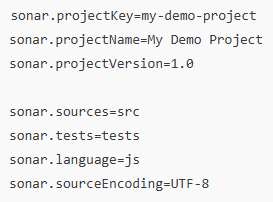 sonar.projectKey=my-demo-project
sonar.projectName=My Demo Project
sonar.projectVersion=1.0
sonar.sources=src
sonar.tests=tests
sonar.language=js
sonar.sourceEncoding=UTF-8